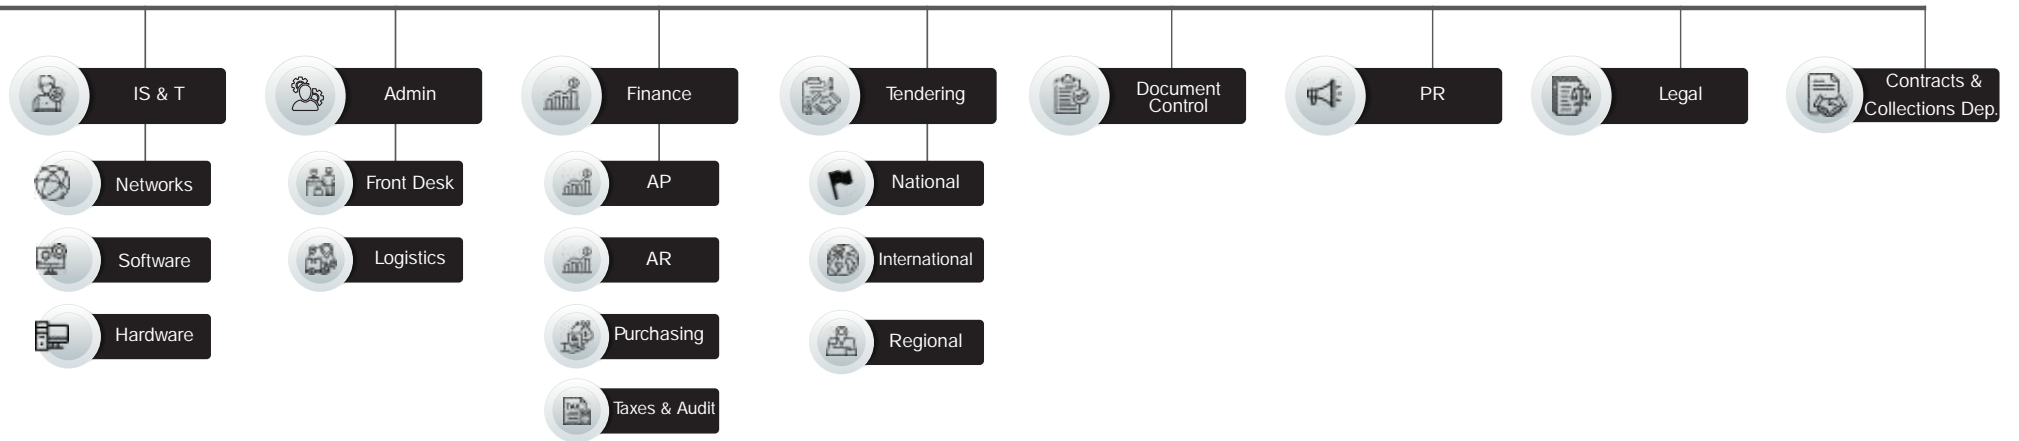 IS & T
Admin
Finance
Tendering
Document
Control
PR
Legal
Contracts &
Collections Dep.
Networks
Front Desk
AP
National
Software
Logistics
AR
International
Hardware
Purchasing
Regional
Taxes & Audit
TAX